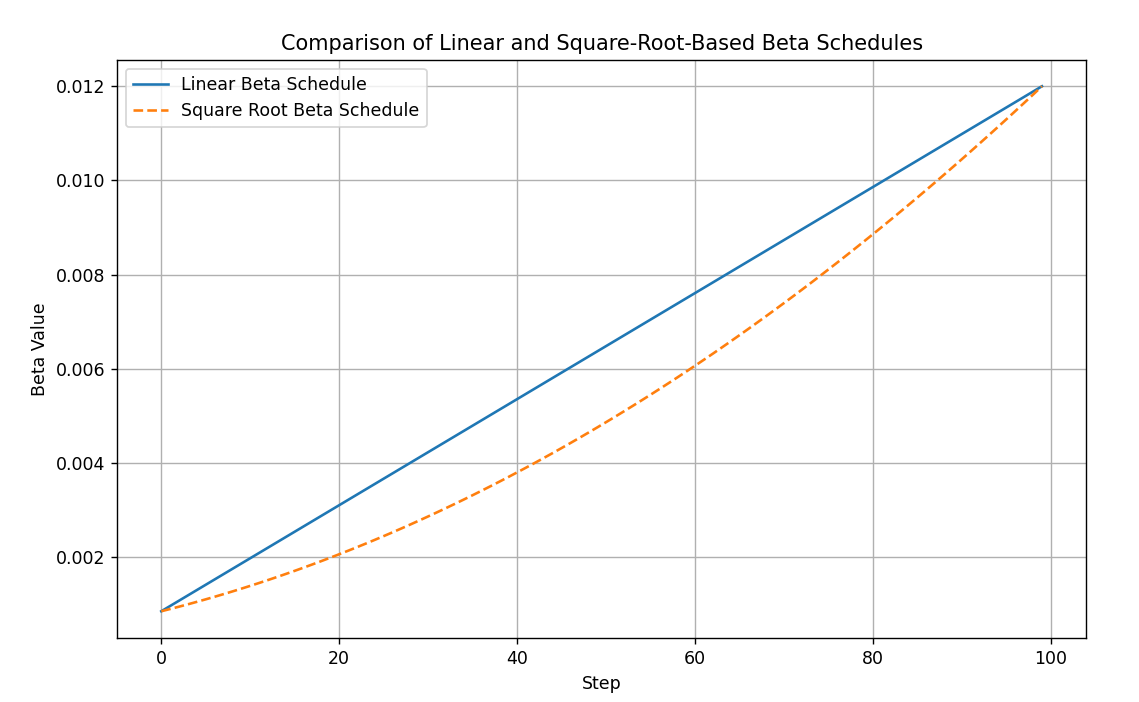 Comparison of Linear and Square-Root-Based Beta Schedules
Linear Beta Schedule
Square Root Beta Schedule
0.012
0.010
0.008
0.006
0.004
0.002
Beta Value
0 20 40 60 80 100
Step